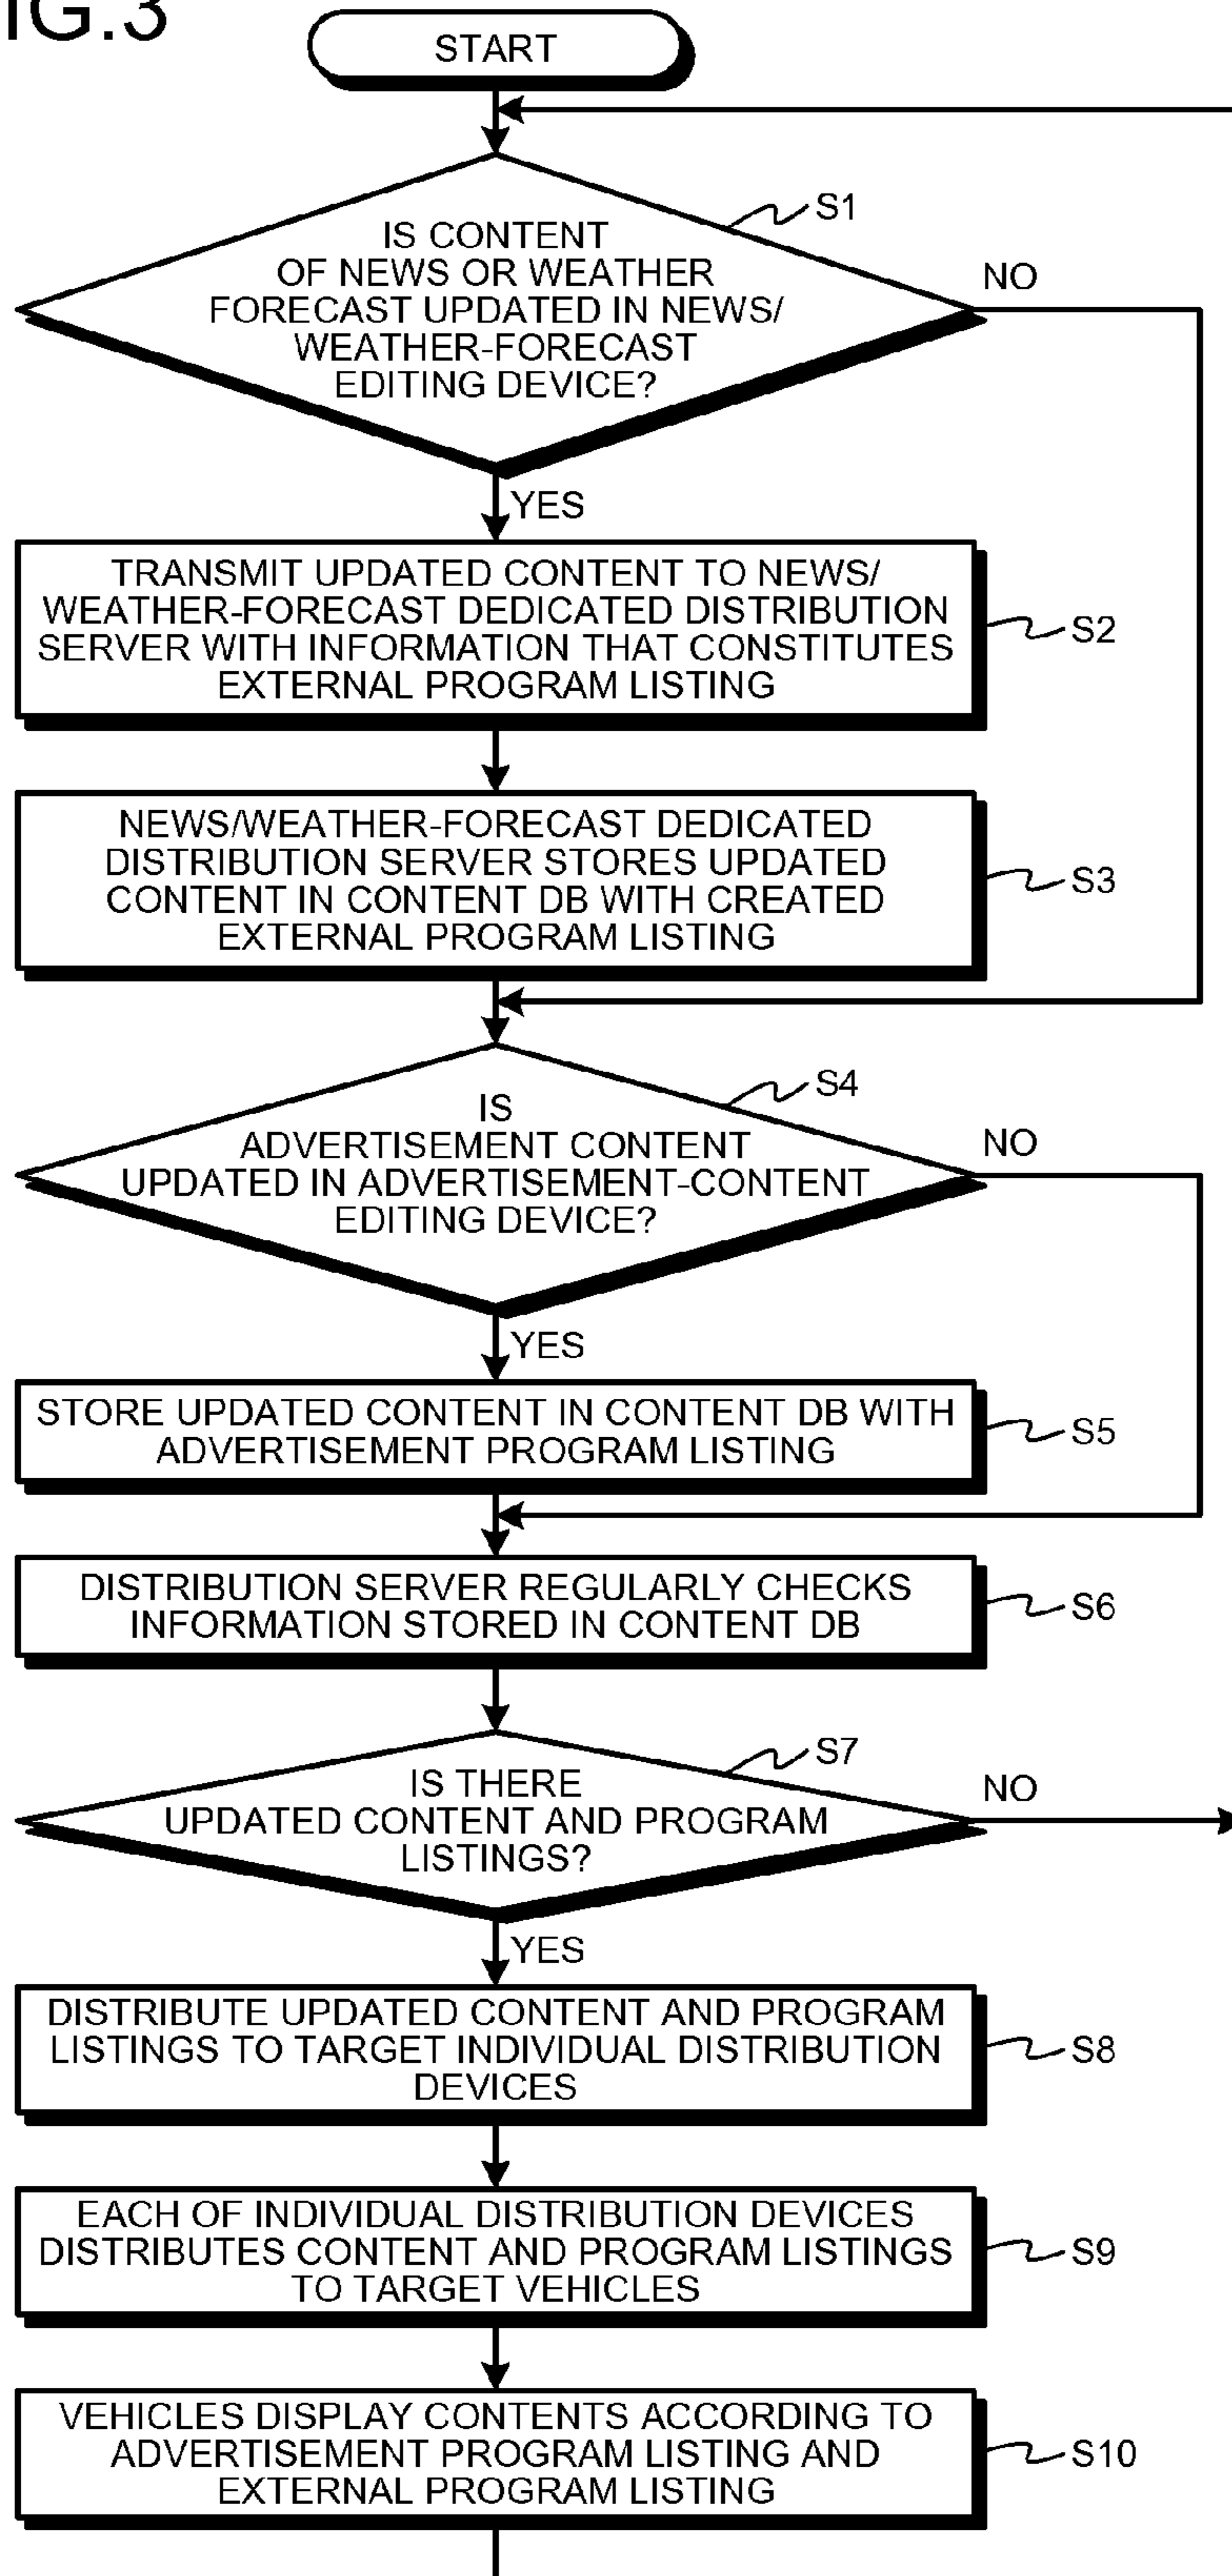 IG.3
START
S1
IS CONTENT
OF NEWS OR WEATHER
FORECAST UPDATED IN NEWS/
WEATHER-FORECAST
EDITING DEVICE?
NO
YES
TRANSMIT UPDATED CONTENT TO NEWS/
WEATHER-FORECAST DEDICATED DISTRIBUTION
SERVER WITH INFORMATION THAT CONSTITUTES
EXTERNAL PROGRAM LISTING
S2
NEWS/WEATHER-FORECAST DEDICATED
DISTRIBUTION SERVER STORES UPDATED
CONTENT IN CONTENT DB WITH CREATED
EXTERNAL PROGRAM LISTING
S3
S4
IS
ADVERTISEMENT CONTENT
UPDATED IN ADVERTISEMENT-CONTENT
EDITING DEVICE?
NO
YES
STORE UPDATED CONTENT IN CONTENT DB WITH
ADVERTISEMENT PROGRAM LISTING
S5
DISTRIBUTION SERVER REGULARLY CHECKS
INFORMATION STORED IN CONTENT DB
S6
S7
IS THERE
UPDATED CONTENT AND PROGRAM
LISTINGS?
NO
YES
DISTRIBUTE UPDATED CONTENT AND PROGRAM
LISTINGS TO TARGET INDIVIDUAL DISTRIBUTION
DEVICES
S8
EACH OF INDIVIDUAL DISTRIBUTION DEVICES
DISTRIBUTES CONTENT AND PROGRAM LISTINGS
TO TARGET VEHICLES
S9
VEHICLES DISPLAY CONTENTS ACCORDING TO
ADVERTISEMENT PROGRAM LISTING AND
EXTERNAL PROGRAM LISTING
S10